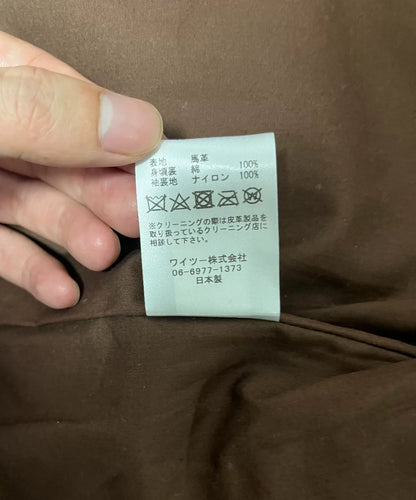 表地 馬革
身頃裏 綿 100%
袖裏地 ナイロン 100%
※クリーニングの際は皮革製品を
取り扱っているクリーニング店に
相談して下さい。
ワイツー株式会社
06-6977-1373
日本製